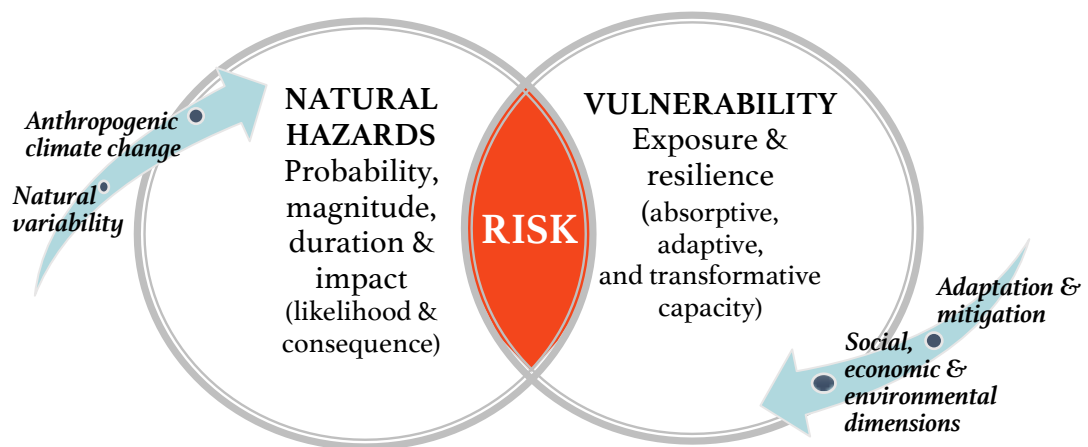 Anthropogenic
climate change
Natural
variability
NATURAL
HAZARDS
Probability,
magnitude,
duration &
impact
(likelihood &
consequence)
RISK
VULNERABILITY
Exposure &
resilience
(absorptive,
adaptive,
and transformative
capacity)
Adaptation &
mitigation
Social,
economic &
environmental
dimensions